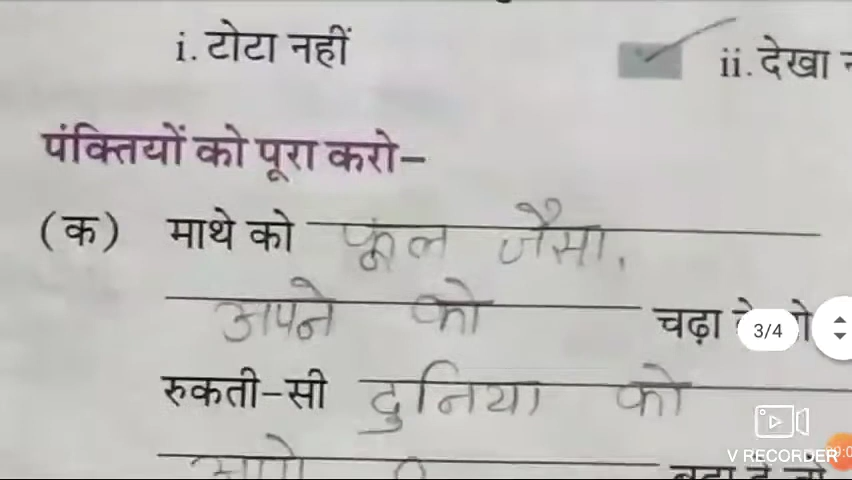 i. टोटा नहीं
ii. देखा
पंक्तियों को पूरा करो-
(क) माथे को फूल जैसा,
अपने को चढ़ा
3/4
रुकती-सी दुनिया को
V RECORDER